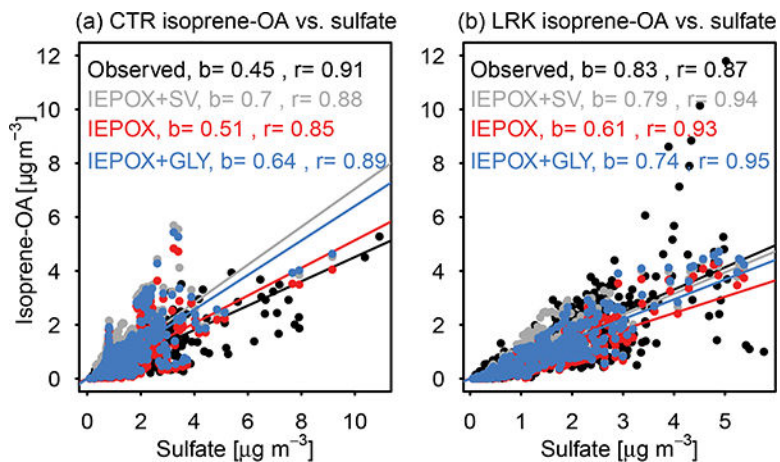 (a) CTR isoprene-OA vs. sulfate
(b) LRK isoprene-OA vs. sulfate
Isoprene-OA [µg m−3]
12
10
8
6
4
2
0
Observed, b= 0.45 , r= 0.91
IEPOX+SV, b= 0.7 , r= 0.88
IEPOX, b= 0.51 , r= 0.85
IEPOX+GLY, b= 0.64 , r= 0.89
0 2 4 6 8 10
Sulfate [µg m−3]
12
10
8
6
4
2
0
Observed, b= 0.83 , r= 0.87
IEPOX+SV, b= 0.79 , r= 0.94
IEPOX, b= 0.61 , r= 0.93
IEPOX+GLY, b= 0.74 , r= 0.95
0 1 2 3 4 5
Sulfate [µg m−3]